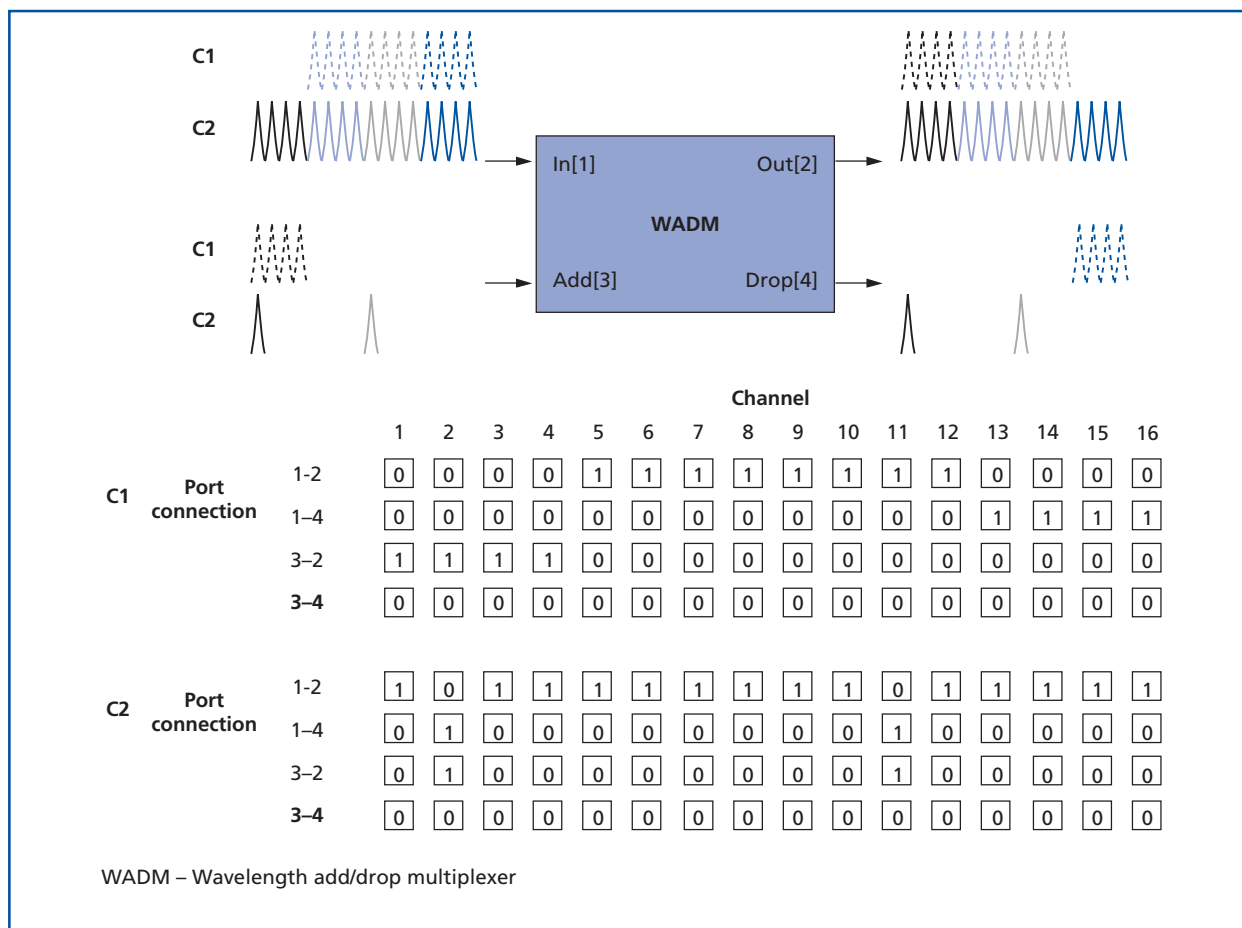 C1
C2
In[1] Out[2]
WADM
C1
Add[3] Drop[4]
C2
Channel
1 2 3 4 5 6 7 8 9 10 11 12 13 14 15 16
1-2 0 0 0 0 1 1 1 1 1 1 1 1 0 0 0 0
C1 Port connection
1–4 0 0 0 0 0 0 0 0 0 0 0 0 1 1 1 1
3–2 1 1 1 1 0 0 0 0 0 0 0 0 0 0 0 0
3–4 0 0 0 0 0 0 0 0 0 0 0 0 0 0 0 0
1-2 1 0 1 1 1 1 1 1 1 1 0 1 1 1 1 1
C2 Port connection
1–4 0 1 0 0 0 0 0 0 0 0 1 0 0 0 0 0
3–2 0 1 0 0 0 0 0 0 0 0 1 0 0 0 0 0
3–4 0 0 0 0 0 0 0 0 0 0 0 0 0 0 0 0
WADM – Wavelength add/drop multiplexer